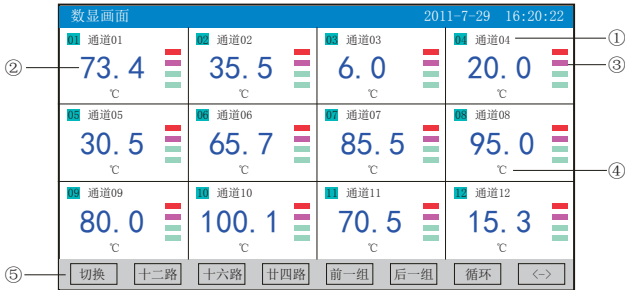 数显画面 2011-7-29 16:20:22
01 通道01 02 通道02 03 通道03 04 通道04 ①
② 73.4 35.5 6.0 20.0 ③
℃ ℃ ℃ ℃
05 通道05 06 通道06 07 通道07 08 通道08
30.5 65.7 85.5 95.0
℃ ℃ ℃ ℃ ④
09 通道09 10 通道10 11 通道11 12 通道12
80.0 100.1 70.5 15.3
℃ ℃ ℃ ℃
⑤ 切换 十二路 十六路 廿四路 前一组 后一组 循环 <->